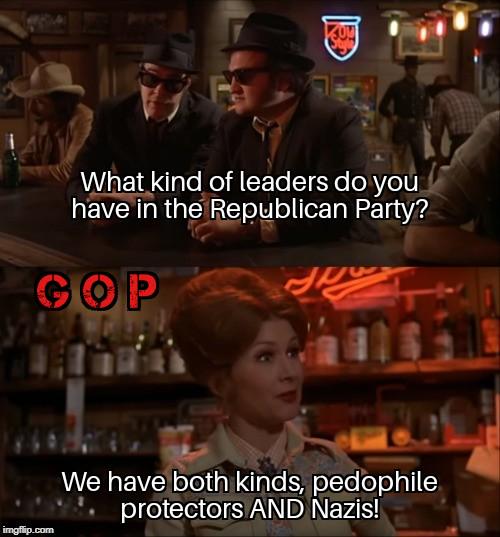 What kind of leaders do you
have in the Republican Party?
GOP
We have both kinds, pedophile
protectors AND Nazis!
imgflip.com